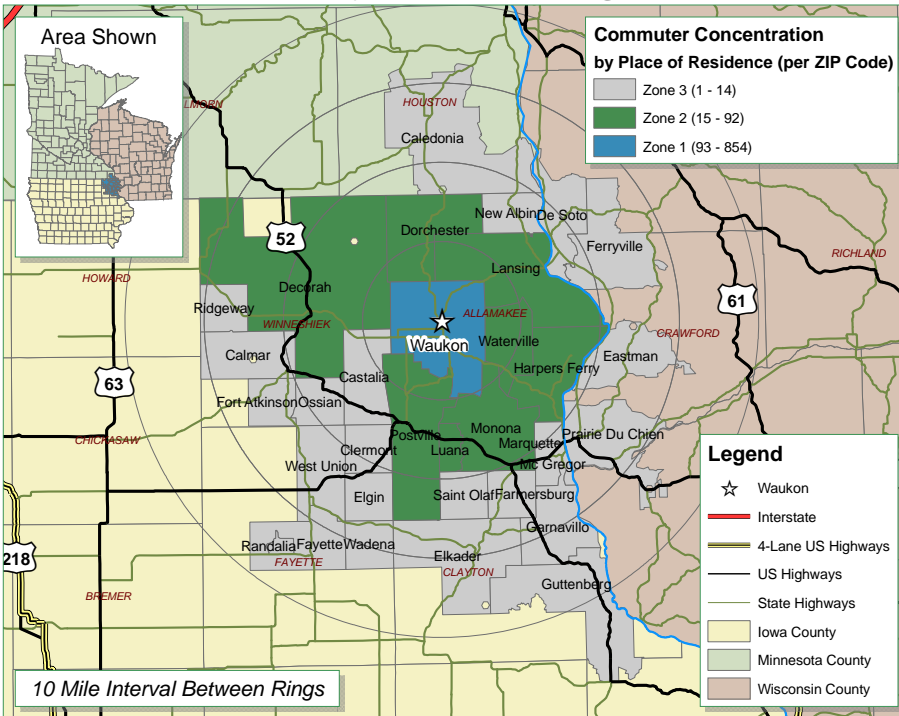 Area Shown
Commuter Concentration
by Place of Residence (per ZIP Code)
Zone 3 (1 - 14)
Zone 2 (15 - 92)
Zone 1 (93 - 854)
LMORN
HOUSTON
Caledonia
New Albin
De Soto
Dorchester
52
Ferryville
RICHLAND
Lansing
HOWARD
Decorah
61
Ridgeway
ALLAMAKEE
WINNESHIEK
CRAWFORD
Waukon
Waterville
Calmar
Eastman
Harpers Ferry
63
Castalia
Fort Atkinson
Ossian
CHICKASAW
Postville
Monona
Prairie Du Chien
Clermont
Luana
Marquette
West Union
Mc Gregor
Elgin
Saint Olaf
Farmersburg
Garnavillo
218
Randalia
Fayette
Wadena
Elkader
FAYETTE
CLAYTON
Guttenberg
BREMER
Legend
Waukon
Interstate
4-Lane US Highways
US Highways
State Highways
Iowa County
Minnesota County
Wisconsin County
10 Mile Interval Between Rings